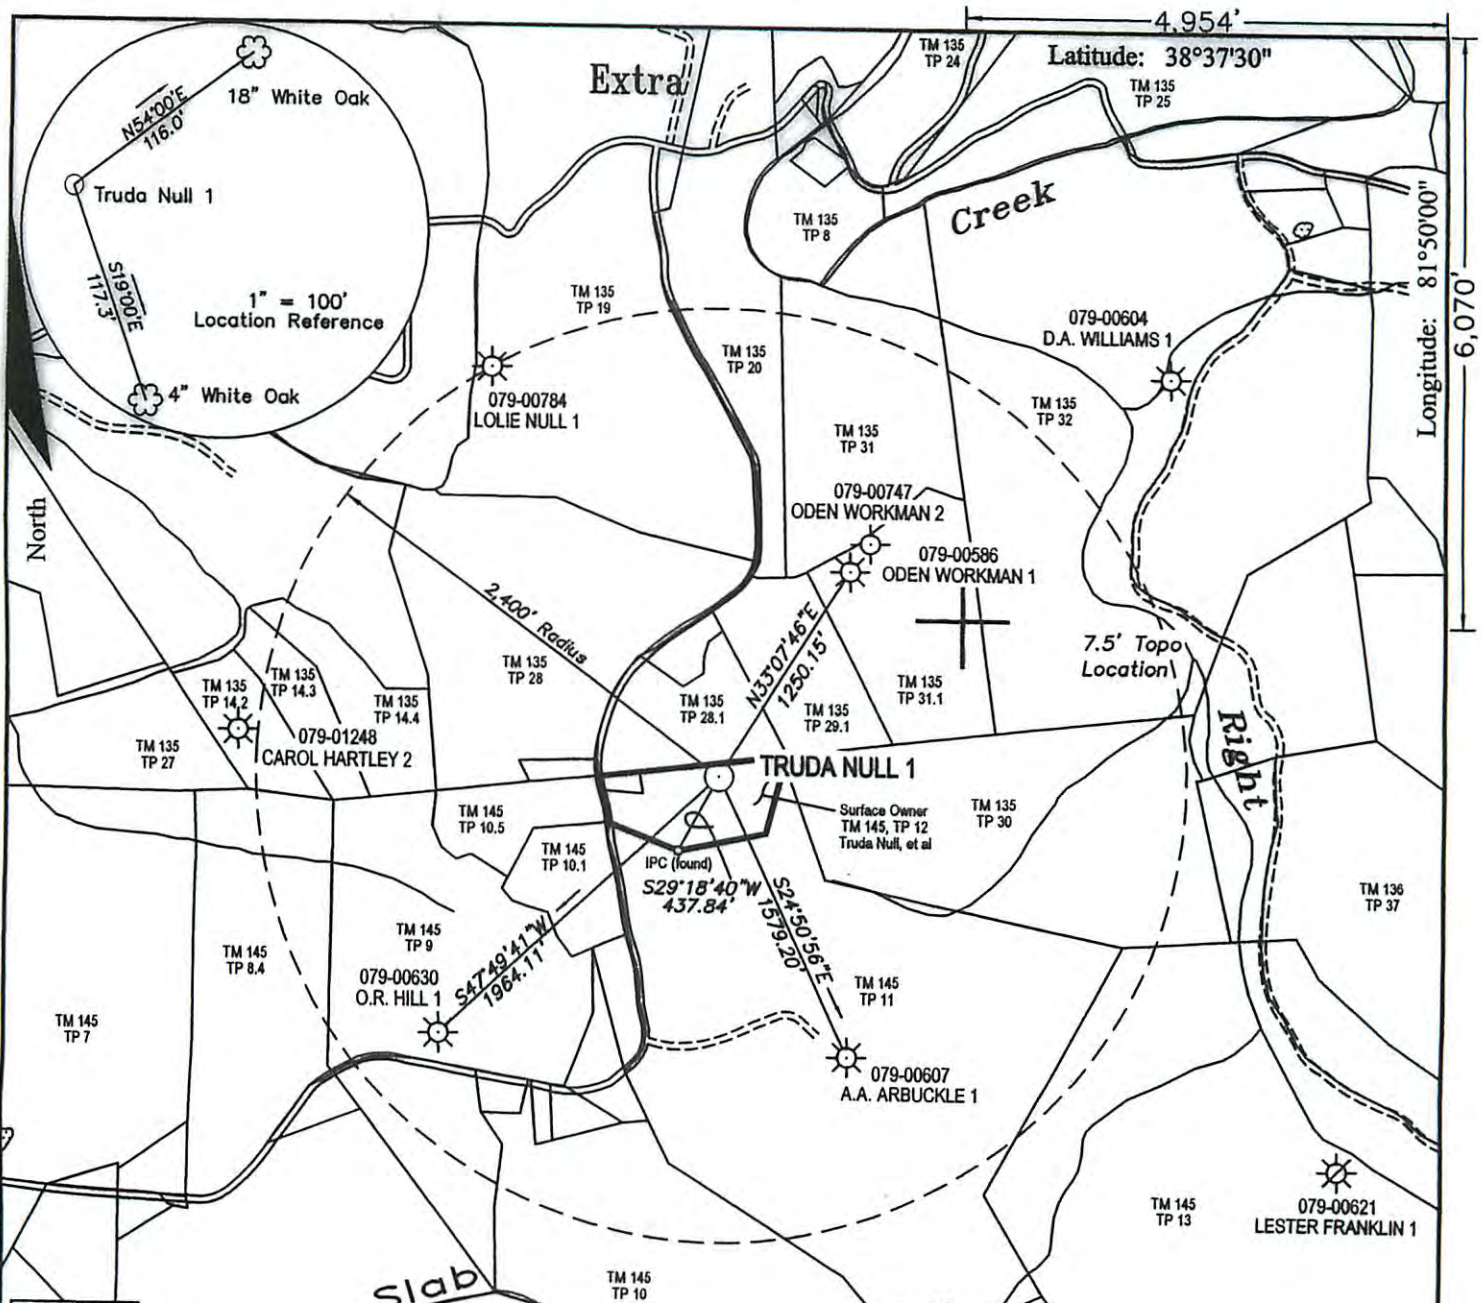 4,954'
Latitude: 38°37'30"
Longitude: 81°50'00"
6,070'
18" White Oak
N54°00'E
116.0'
Truda Null 1
S19°00'E
117.3'
1" = 100'
Location Reference
4" White Oak
North
Extra
Creek
TM 135
TP 24
TM 135
TP 25
TM 135
TP 8
TM 135
TP 19
TM 135
TP 20
079-00604
D.A. WILLIAMS 1
079-00784
LOLIE NULL 1
TM 135
TP 31
TM 135
TP 32
079-00747
ODEN WORKMAN 2
079-00586
ODEN WORKMAN 1
2,400' Radius
N33°07'46"E
1250.15'
7.5' Topo
Location
TM 135
TP 28
TM 135
TP 14.2
TM 135
TP 14.3
TM 135
TP 14.4
TM 135
TP 28.1
TM 135
TP 29.1
TM 135
TP 31.1
TM 135
TP 27
079-01248
CAROL HARTLEY 2
TRUDA NULL 1
Right
Surface Owner
TM 145, TP 12
Truda Null, et al
TM 135
TP 30
TM 145
TP 10.5
TM 145
TP 10.1
IPC (found)
S29°18'40"W
437.84'
S24°50'56"E
1579.20'
S47°49'41"W
1964.11'
TM 136
TP 37
TM 145
TP 9
TM 145
TP 8.4
079-00630
O.R. HILL 1
TM 145
TP 11
TM 145
TP 7
079-00607
A.A. ARBUCKLE 1
079-00621
LESTER FRANKLIN 1
TM 145
TP 13
Slab
TM 145
TP 10